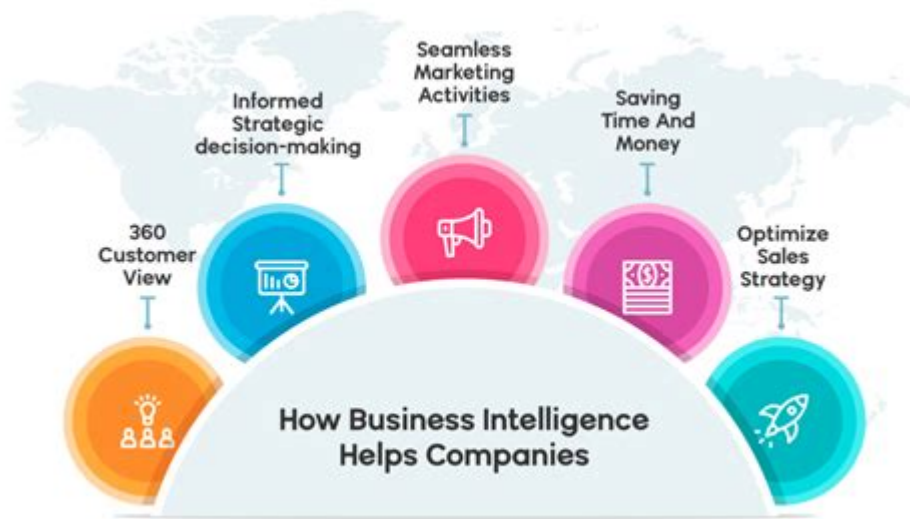 360
Customer
View
Informed
Strategic
decision-making
Seamless
Marketing
Activities
Saving
Time And
Money
Optimize
Sales
Strategy
How Business Intelligence
Helps Companies